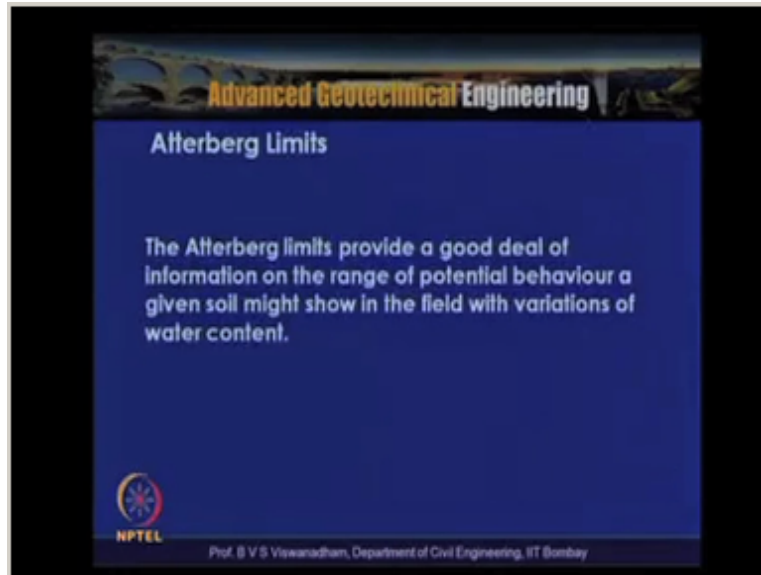 Advanced Geotechnical Engineering
Atterberg Limits
The Atterberg limits provide a good deal of
information on the range of potential behaviour a
given soil might show in the field with variations of
water content.
NPTEL
Prof. B V S Viswanadham, Department of Civil Engineering, IIT Bombay